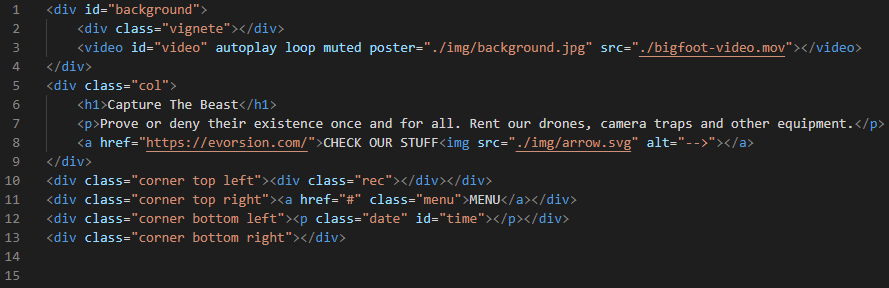 1 <div id="background">
2 <div class="vignete"></div>
3 <video id="video" autoplay loop muted poster="./img/background.jpg" src="./bigfoot-video.mov"></video>
4 </div>
5 <div class="col">
6 <h1>Capture The Beast</h1>
7 <p>Prove or deny their existence once and for all. Rent our drones, camera traps and other equipment.</p>
8 <a href="https://evorsion.com/">CHECK OUR STUFF<img src="./img/arrow.svg" alt="-->"></a>
9 </div>
10 <div class="corner top left"><div class="rec"></div></div>
11 <div class="corner top right"><a href="#" class="menu">MENU</a></div>
12 <div class="corner bottom left"><p class="date" id="time"></p></div>
13 <div class="corner bottom right"></div>
14
15